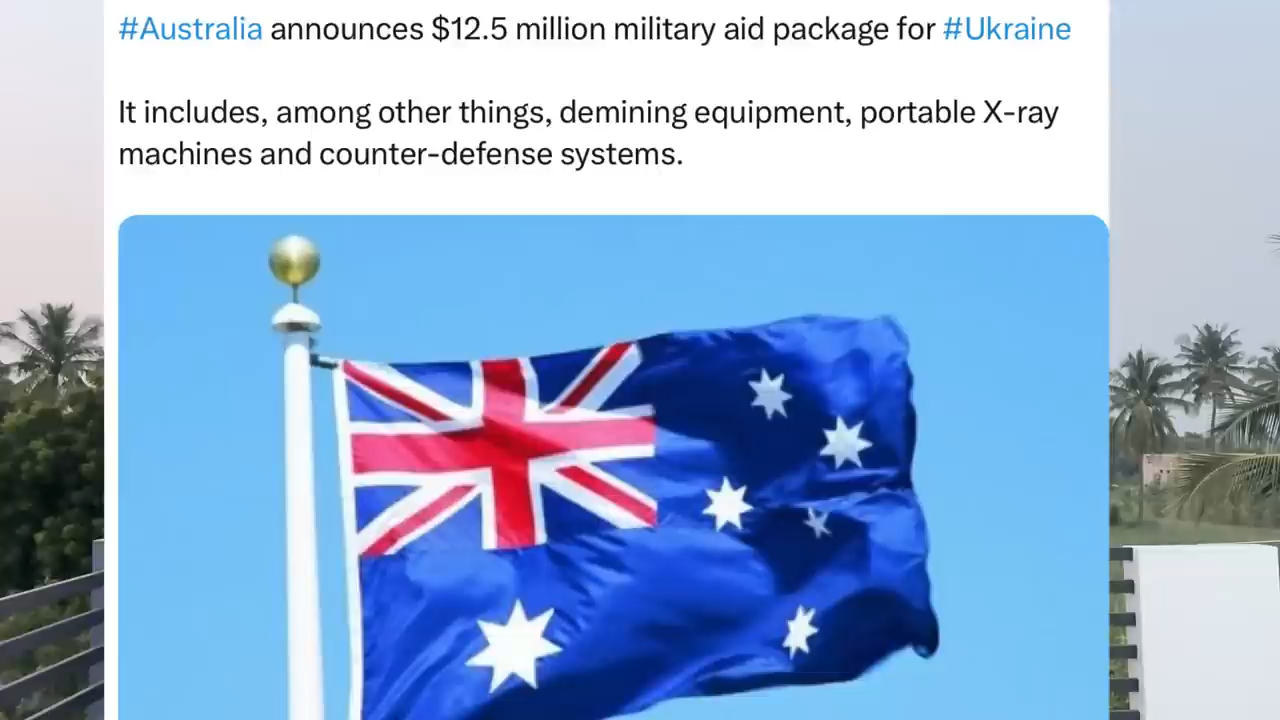 #Australia announces $12.5 million military aid package for #Ukraine
It includes, among other things, demining equipment, portable X-ray
machines and counter-defense systems.